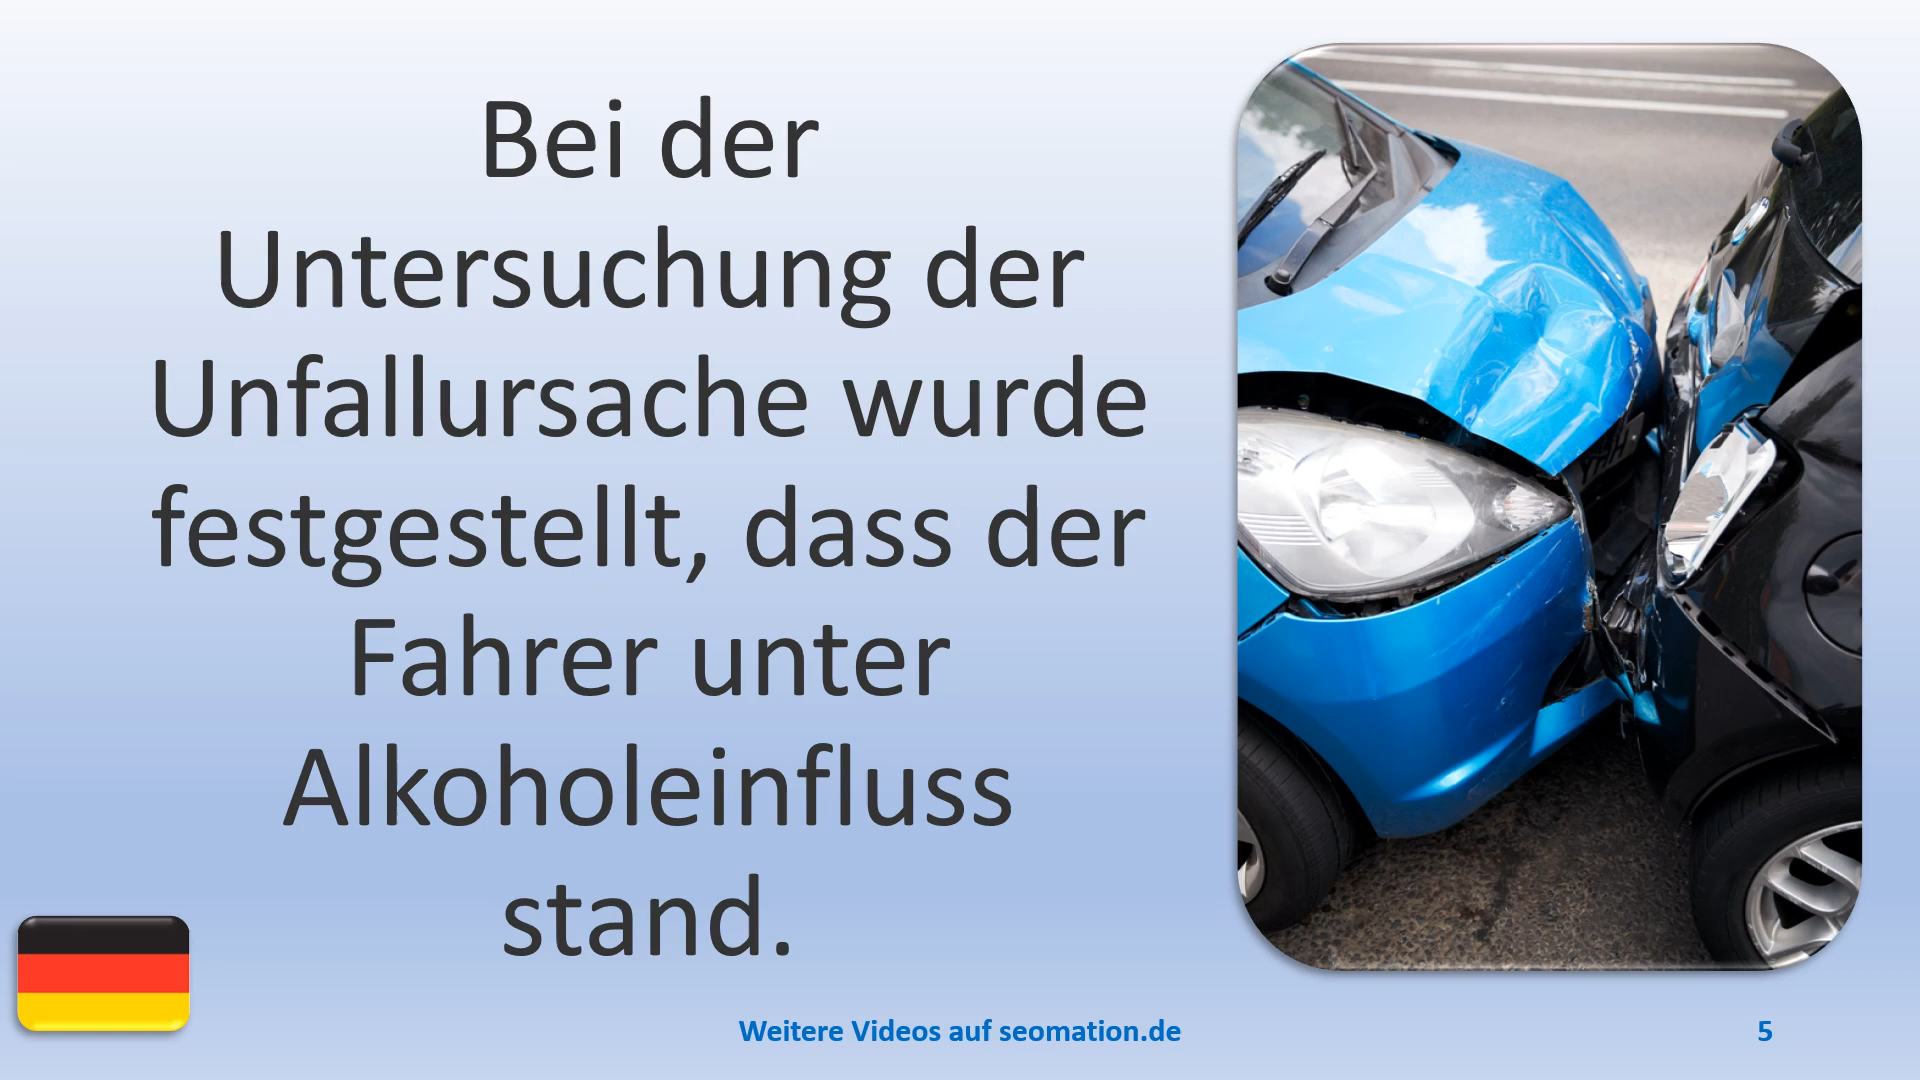 Bei der
Untersuchung der
Unfallursache wurde
festgestellt, dass der
Fahrer unter
Alkoholeinfluss
stand.
Weitere Videos auf seomation.de
5